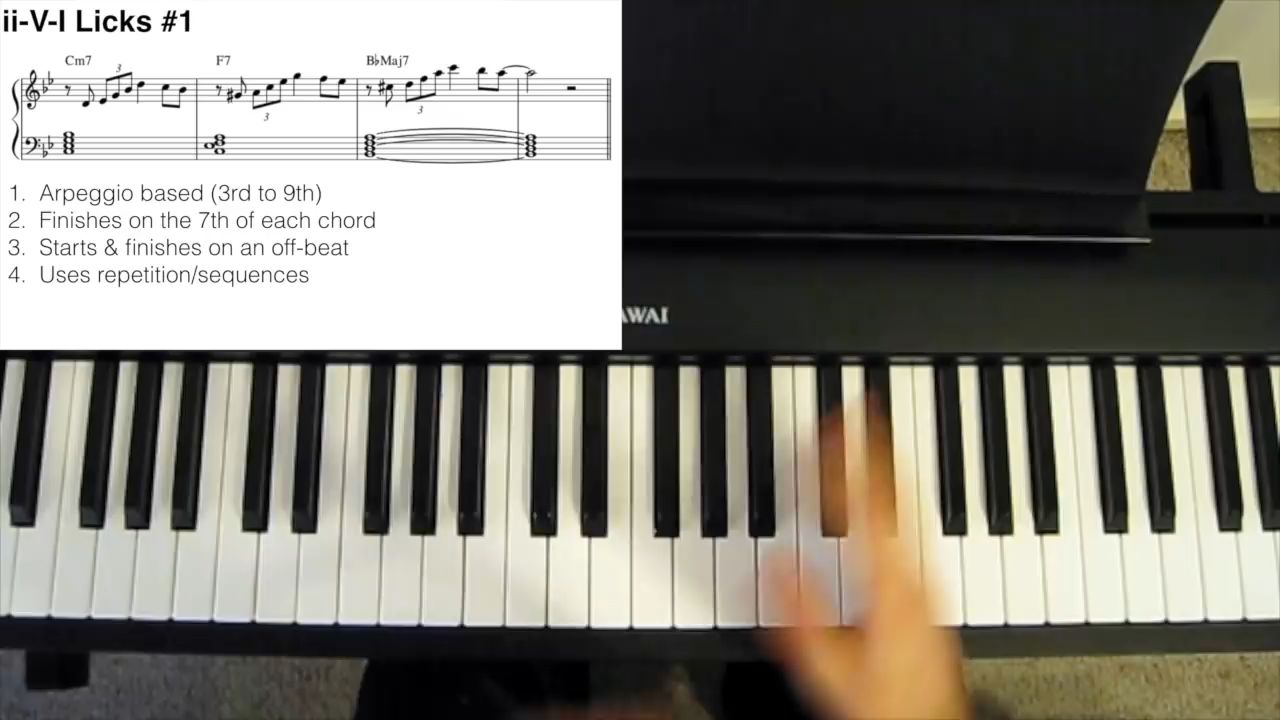 ii-V-I Licks #1
Cm7 F7 B♭Maj7
3
3
3
1. Arpeggio based (3rd to 9th)
2. Finishes on the 7th of each chord
3. Starts & finishes on an off-beat
4. Uses repetition/sequences
AWAI